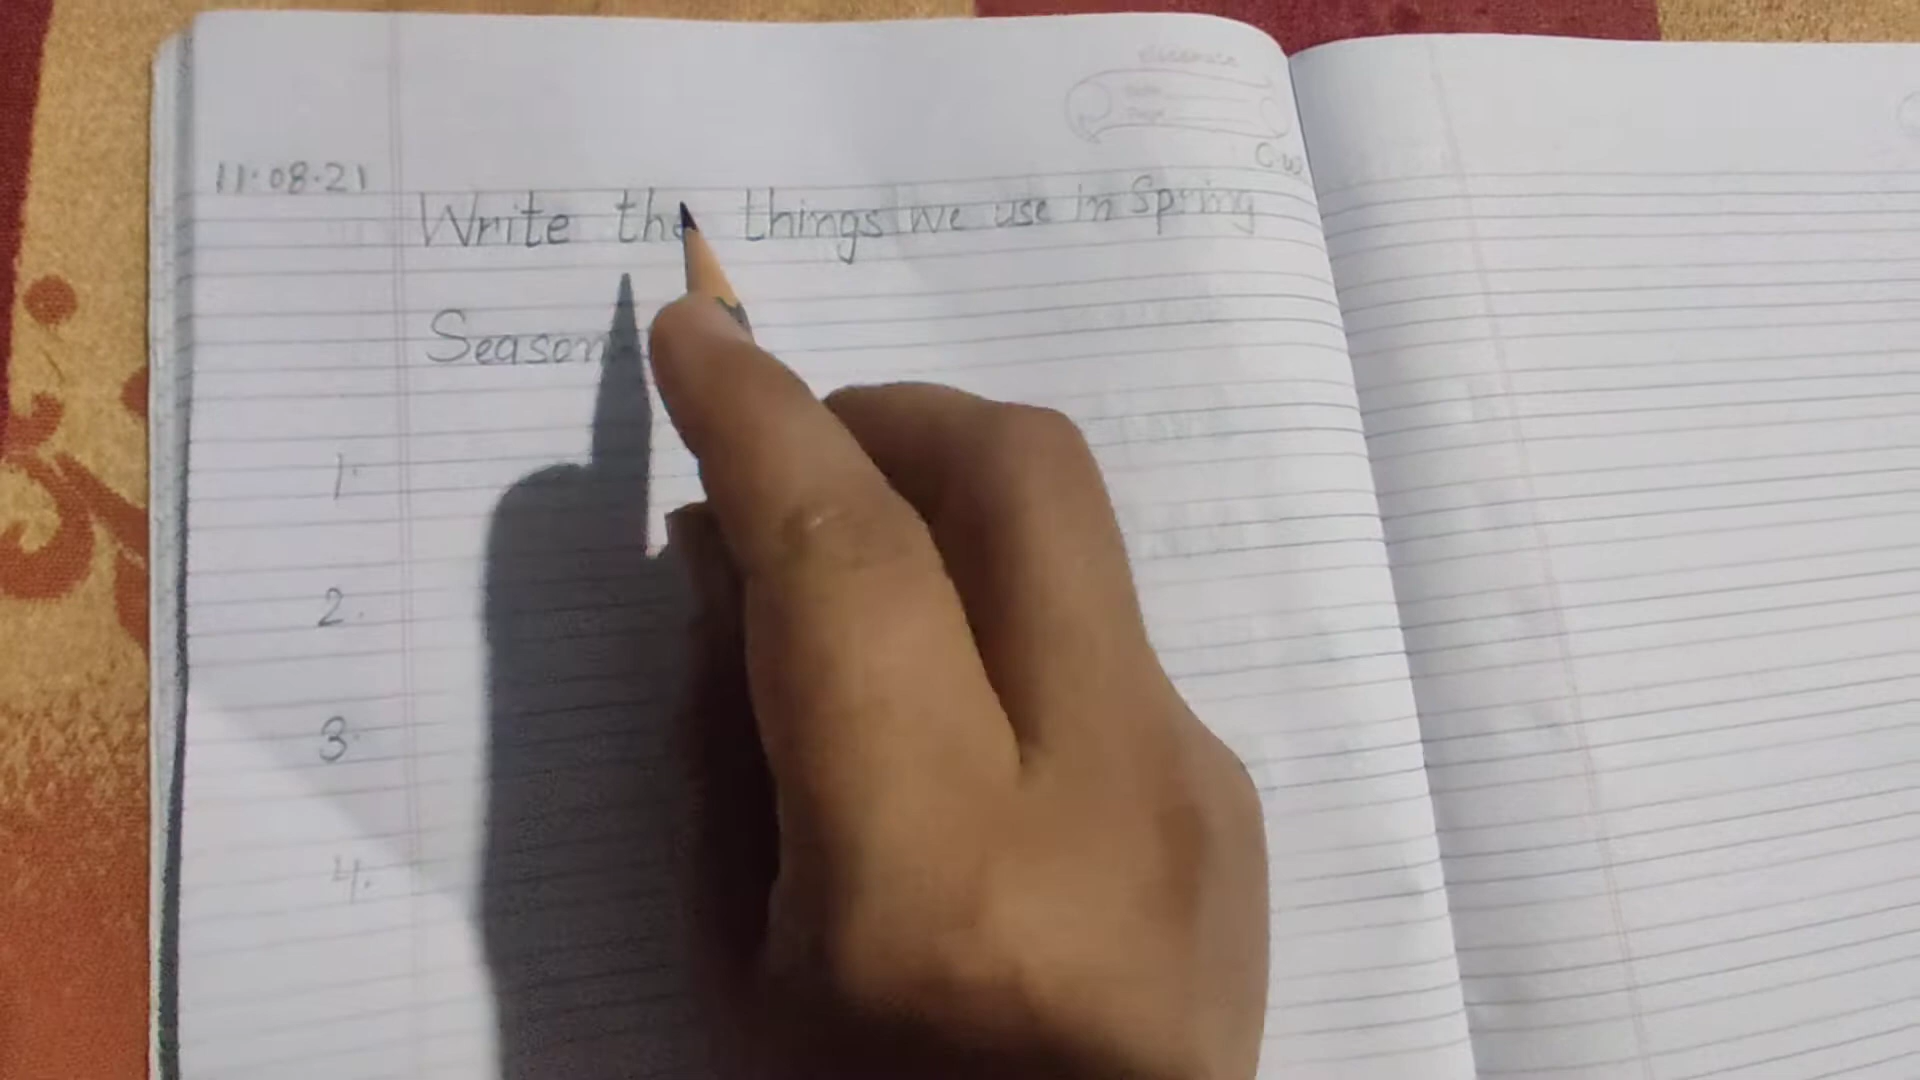 C.W
11.08.21
Write the things we use in Spring
Season
1.
2.
3.
4.